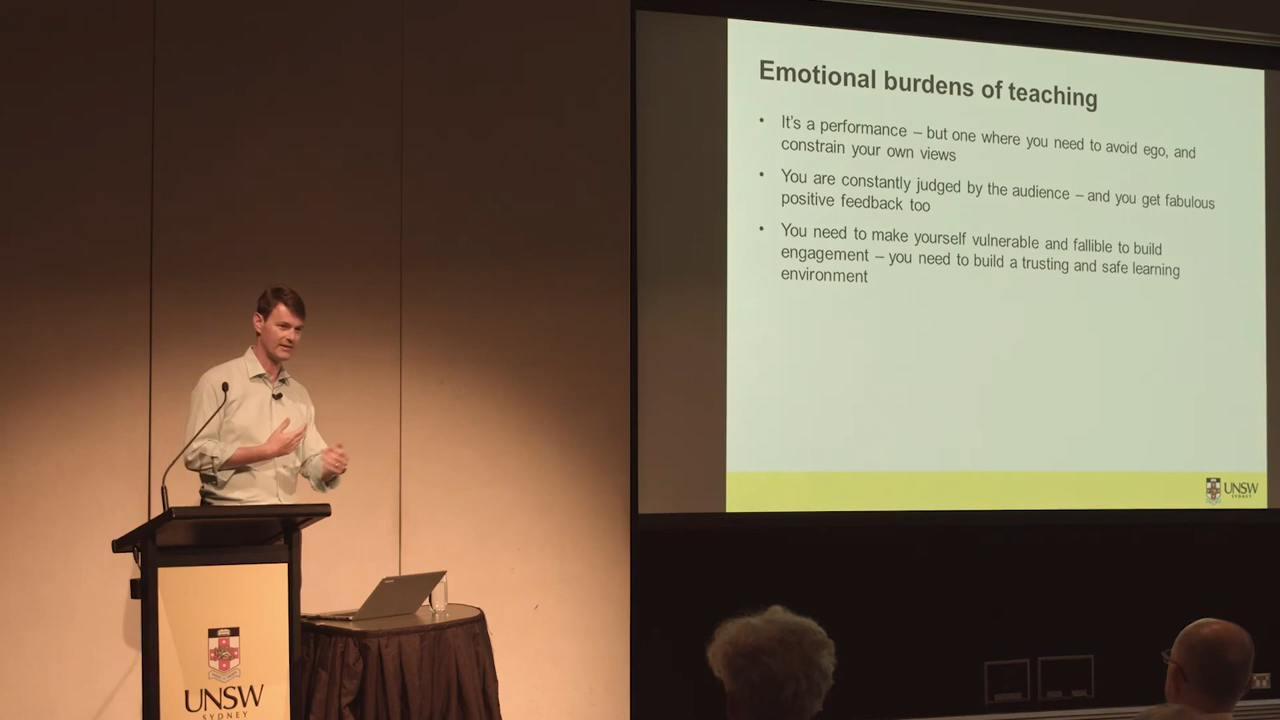 Emotional burdens of teaching
• It's a performance – but one where you need to avoid ego, and
constrain your own views
• You are constantly judged by the audience – and you get fabulous
positive feedback too
• You need to make yourself vulnerable and fallible to build
engagement – you need to build a trusting and safe learning
environment
UNSW
SYDNEY
UNSW
SYDNEY